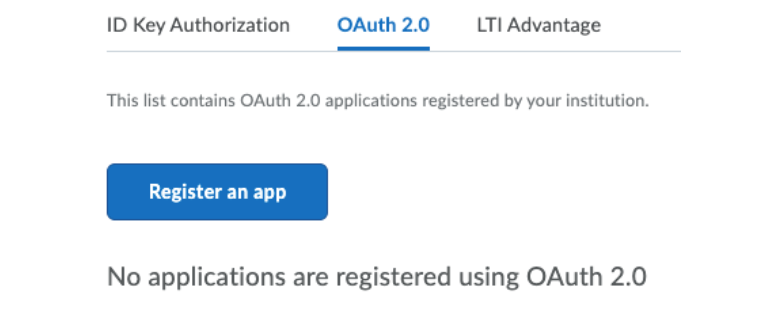 ID Key Authorization OAuth 2.0 LTI Advantage
This list contains OAuth 2.0 applications registered by your institution.
Register an app
No applications are registered using OAuth 2.0